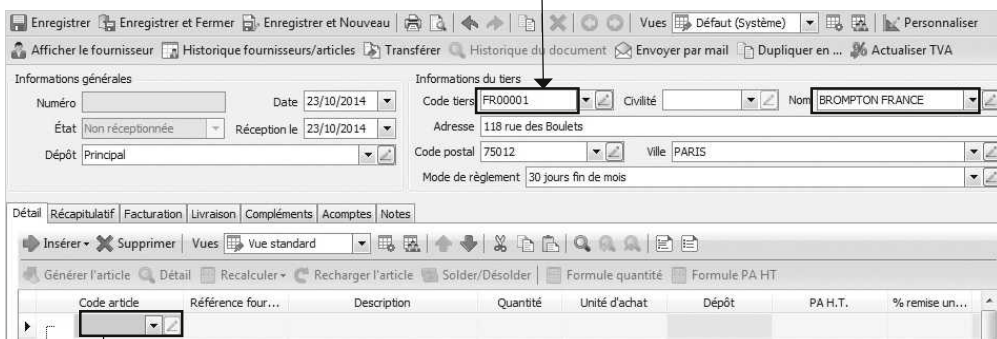 Enregistrer Enregistrer et Fermer Enregistrer et Nouveau Vues Défaut (Système) Personnaliser
Afficher le fournisseur Historique fournisseurs/articles Transférer Historique du document Envoyer par mail Dupliquer en ... Actualiser TVA
Informations générales Informations du tiers
Numéro Date 23/10/2014 Code tiers FR00001 Civilité Nom BROMPTON FRANCE
État Non réceptionnée Réception le 23/10/2014 Adresse 118 rue des Boulets
Dépôt Principal Code postal 75012 Ville PARIS
Mode de règlement 30 jours fin de mois
Détail Récapitulatif Facturation Livraison Compléments Acomptes Notes
Insérer Supprimer Vues Vue standard
Générer l'article Détail Recalculer Recharger l'article Solder/Désolder Formule quantité Formule PA HT
Code article Référence four... Description Quantité Unité d'achat Dépôt PA H.T. % remise un...